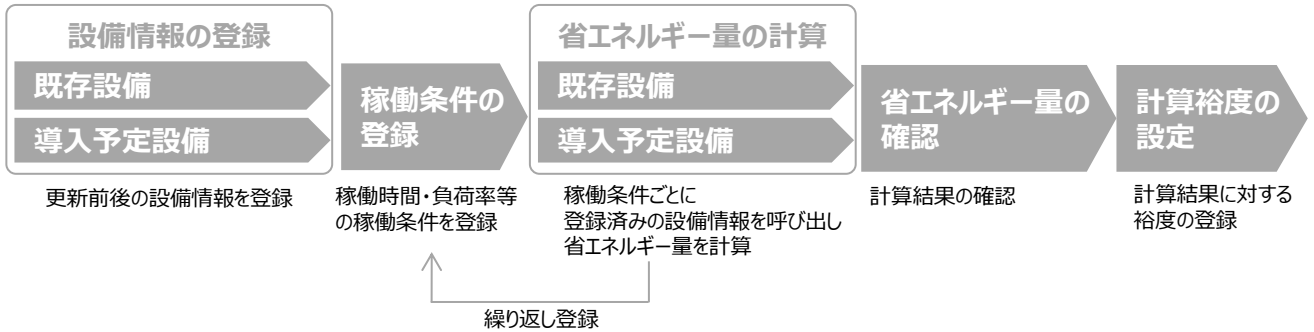 設備情報の登録
既存設備
導入予定設備
更新前後の設備情報を登録
稼働条件の
登録
稼働時間・負荷率等
の稼働条件を登録
省エネルギー量の計算
既存設備
導入予定設備
稼働条件ごとに
登録済みの設備情報を呼び出し
省エネルギー量を計算
繰り返し登録
省エネルギー量の
確認
計算結果の確認
計算裕度の
設定
計算結果に対する
裕度の登録